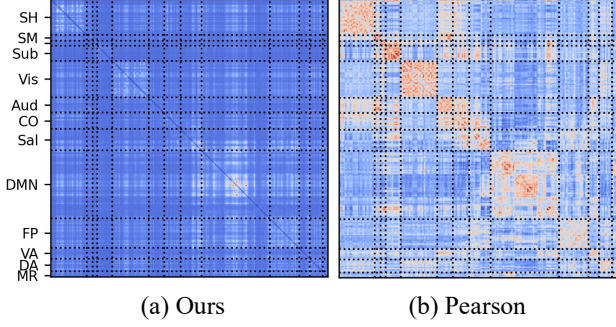 SH
SM
Sub
Vis
Aud
CO
Sal
DMN
FP
VA
DA
MR
(a) Ours
(b) Pearson